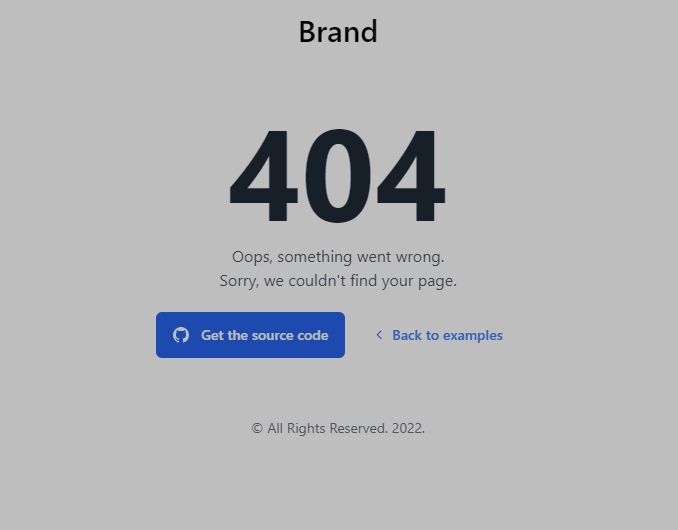 Brand
404
Oops, something went wrong.
Sorry, we couldn't find your page.
Get the source code
Back to examples
© All Rights Reserved. 2022.